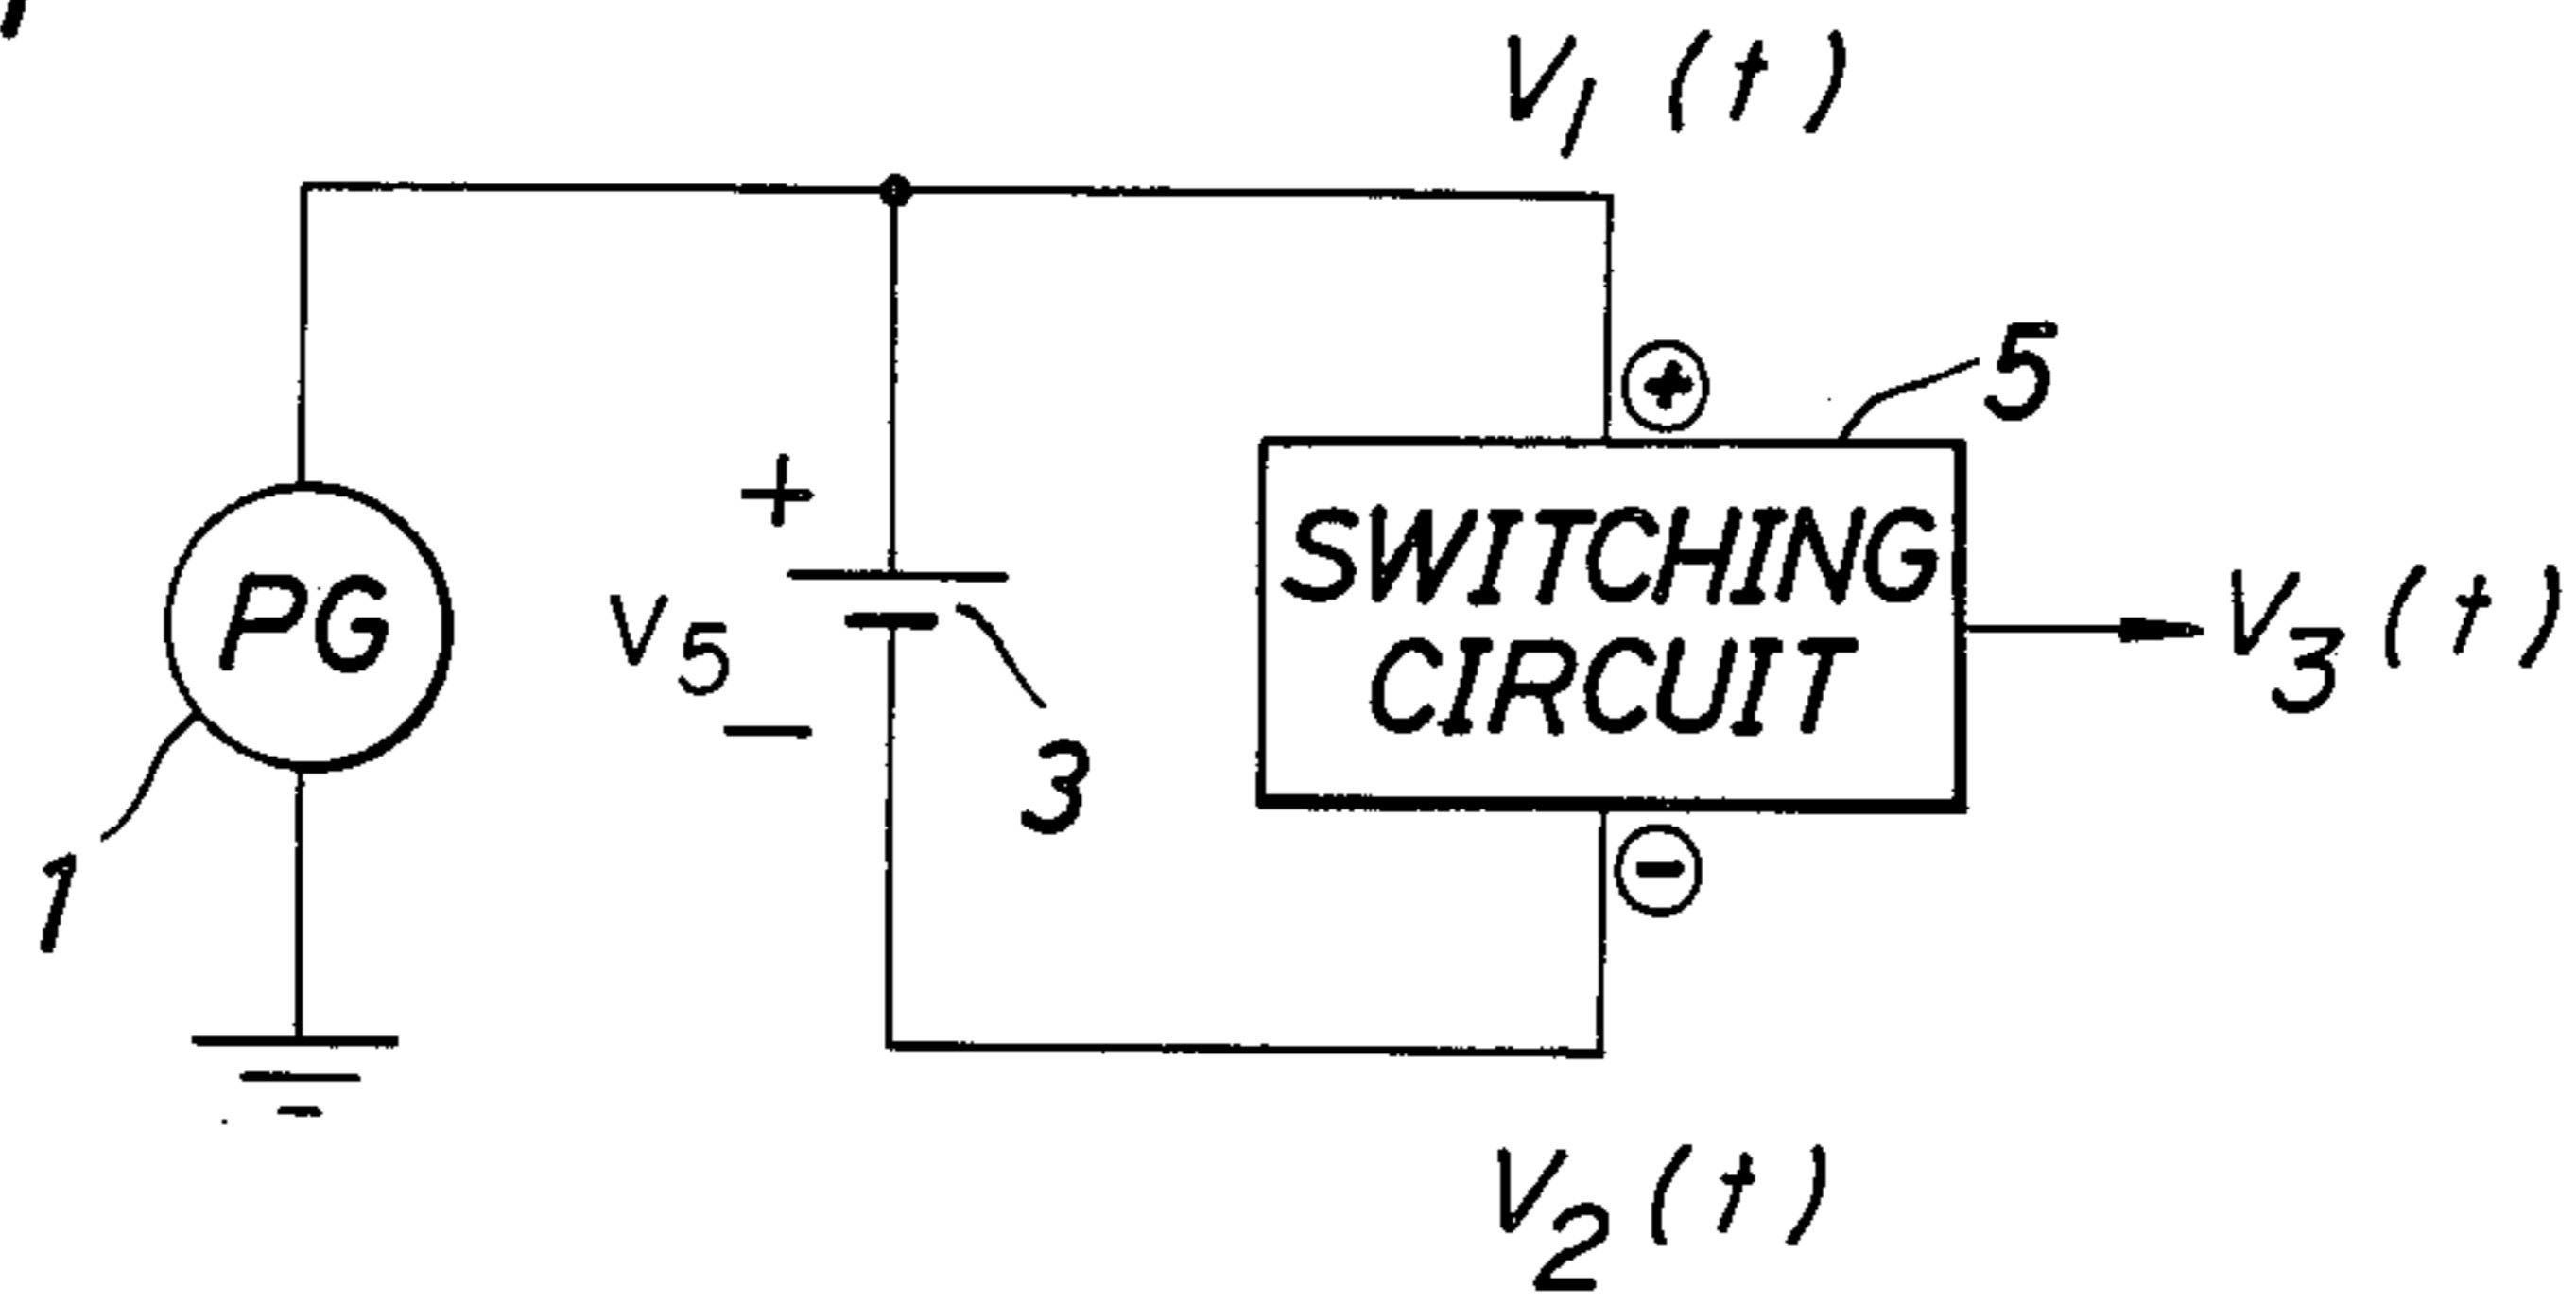 V1 (t)
+
5
+
PG
V5
SWITCHING
CIRCUIT
V3 (t)
−
3
1
−
V2 (t)